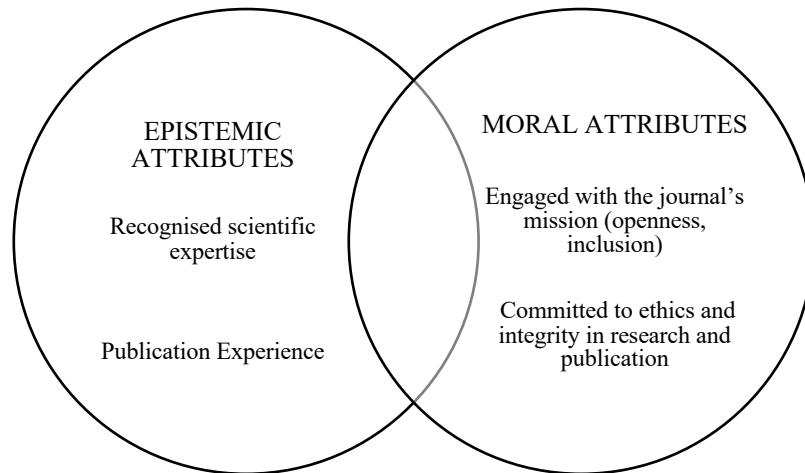 EPISTEMIC
ATTRIBUTES
Recognised scientific
expertise
Publication Experience
MORAL ATTRIBUTES
Engaged with the journal’s
mission (openness,
inclusion)
Committed to ethics and
integrity in research and
publication